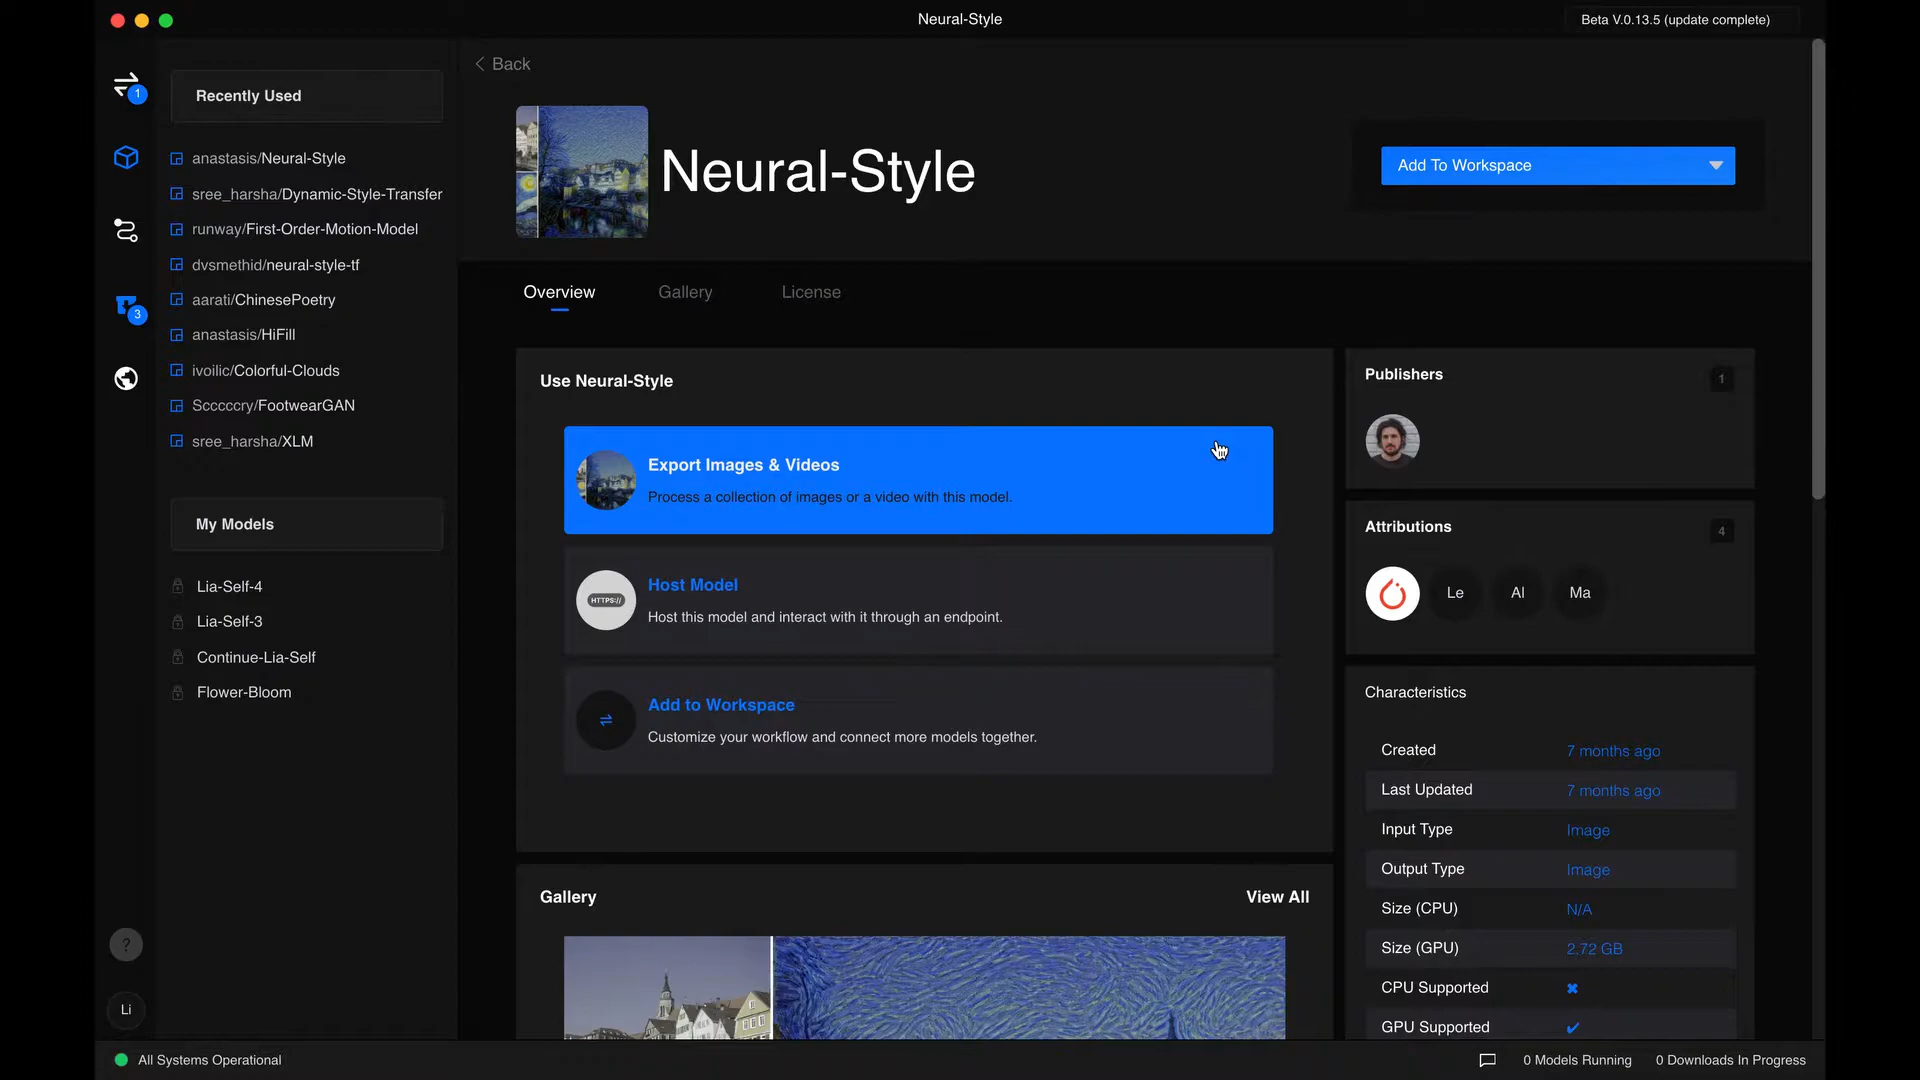 Neural-Style
Beta V.0.13.5 (update complete)
1
3
?
Li
Recently Used
anastasis/Neural-Style
sree_harsha/Dynamic-Style-Transfer
runway/First-Order-Motion-Model
dvsmethid/neural-style-tf
aarati/ChinesePoetry
anastasis/HiFill
ivoilic/Colorful-Clouds
Scccccry/FootwearGAN
sree_harsha/XLM
My Models
Lia-Self-4
Lia-Self-3
Continue-Lia-Self
Flower-Bloom
Back
Neural-Style
Add To Workspace
Overview
Gallery
License
Use Neural-Style
Export Images & Videos
Process a collection of images or a video with this model.
HTTPS://
Host Model
Host this model and interact with it through an endpoint.
Add to Workspace
Customize your workflow and connect more models together.
Gallery
View All
Publishers
1
Attributions
4
Le
Al
Ma
Characteristics
Created 7 months ago
Last Updated 7 months ago
Input Type Image
Output Type Image
Size (CPU) N/A
Size (GPU) 2.72 GB
CPU Supported
GPU Supported
All Systems Operational
0 Models Running
0 Downloads In Progress